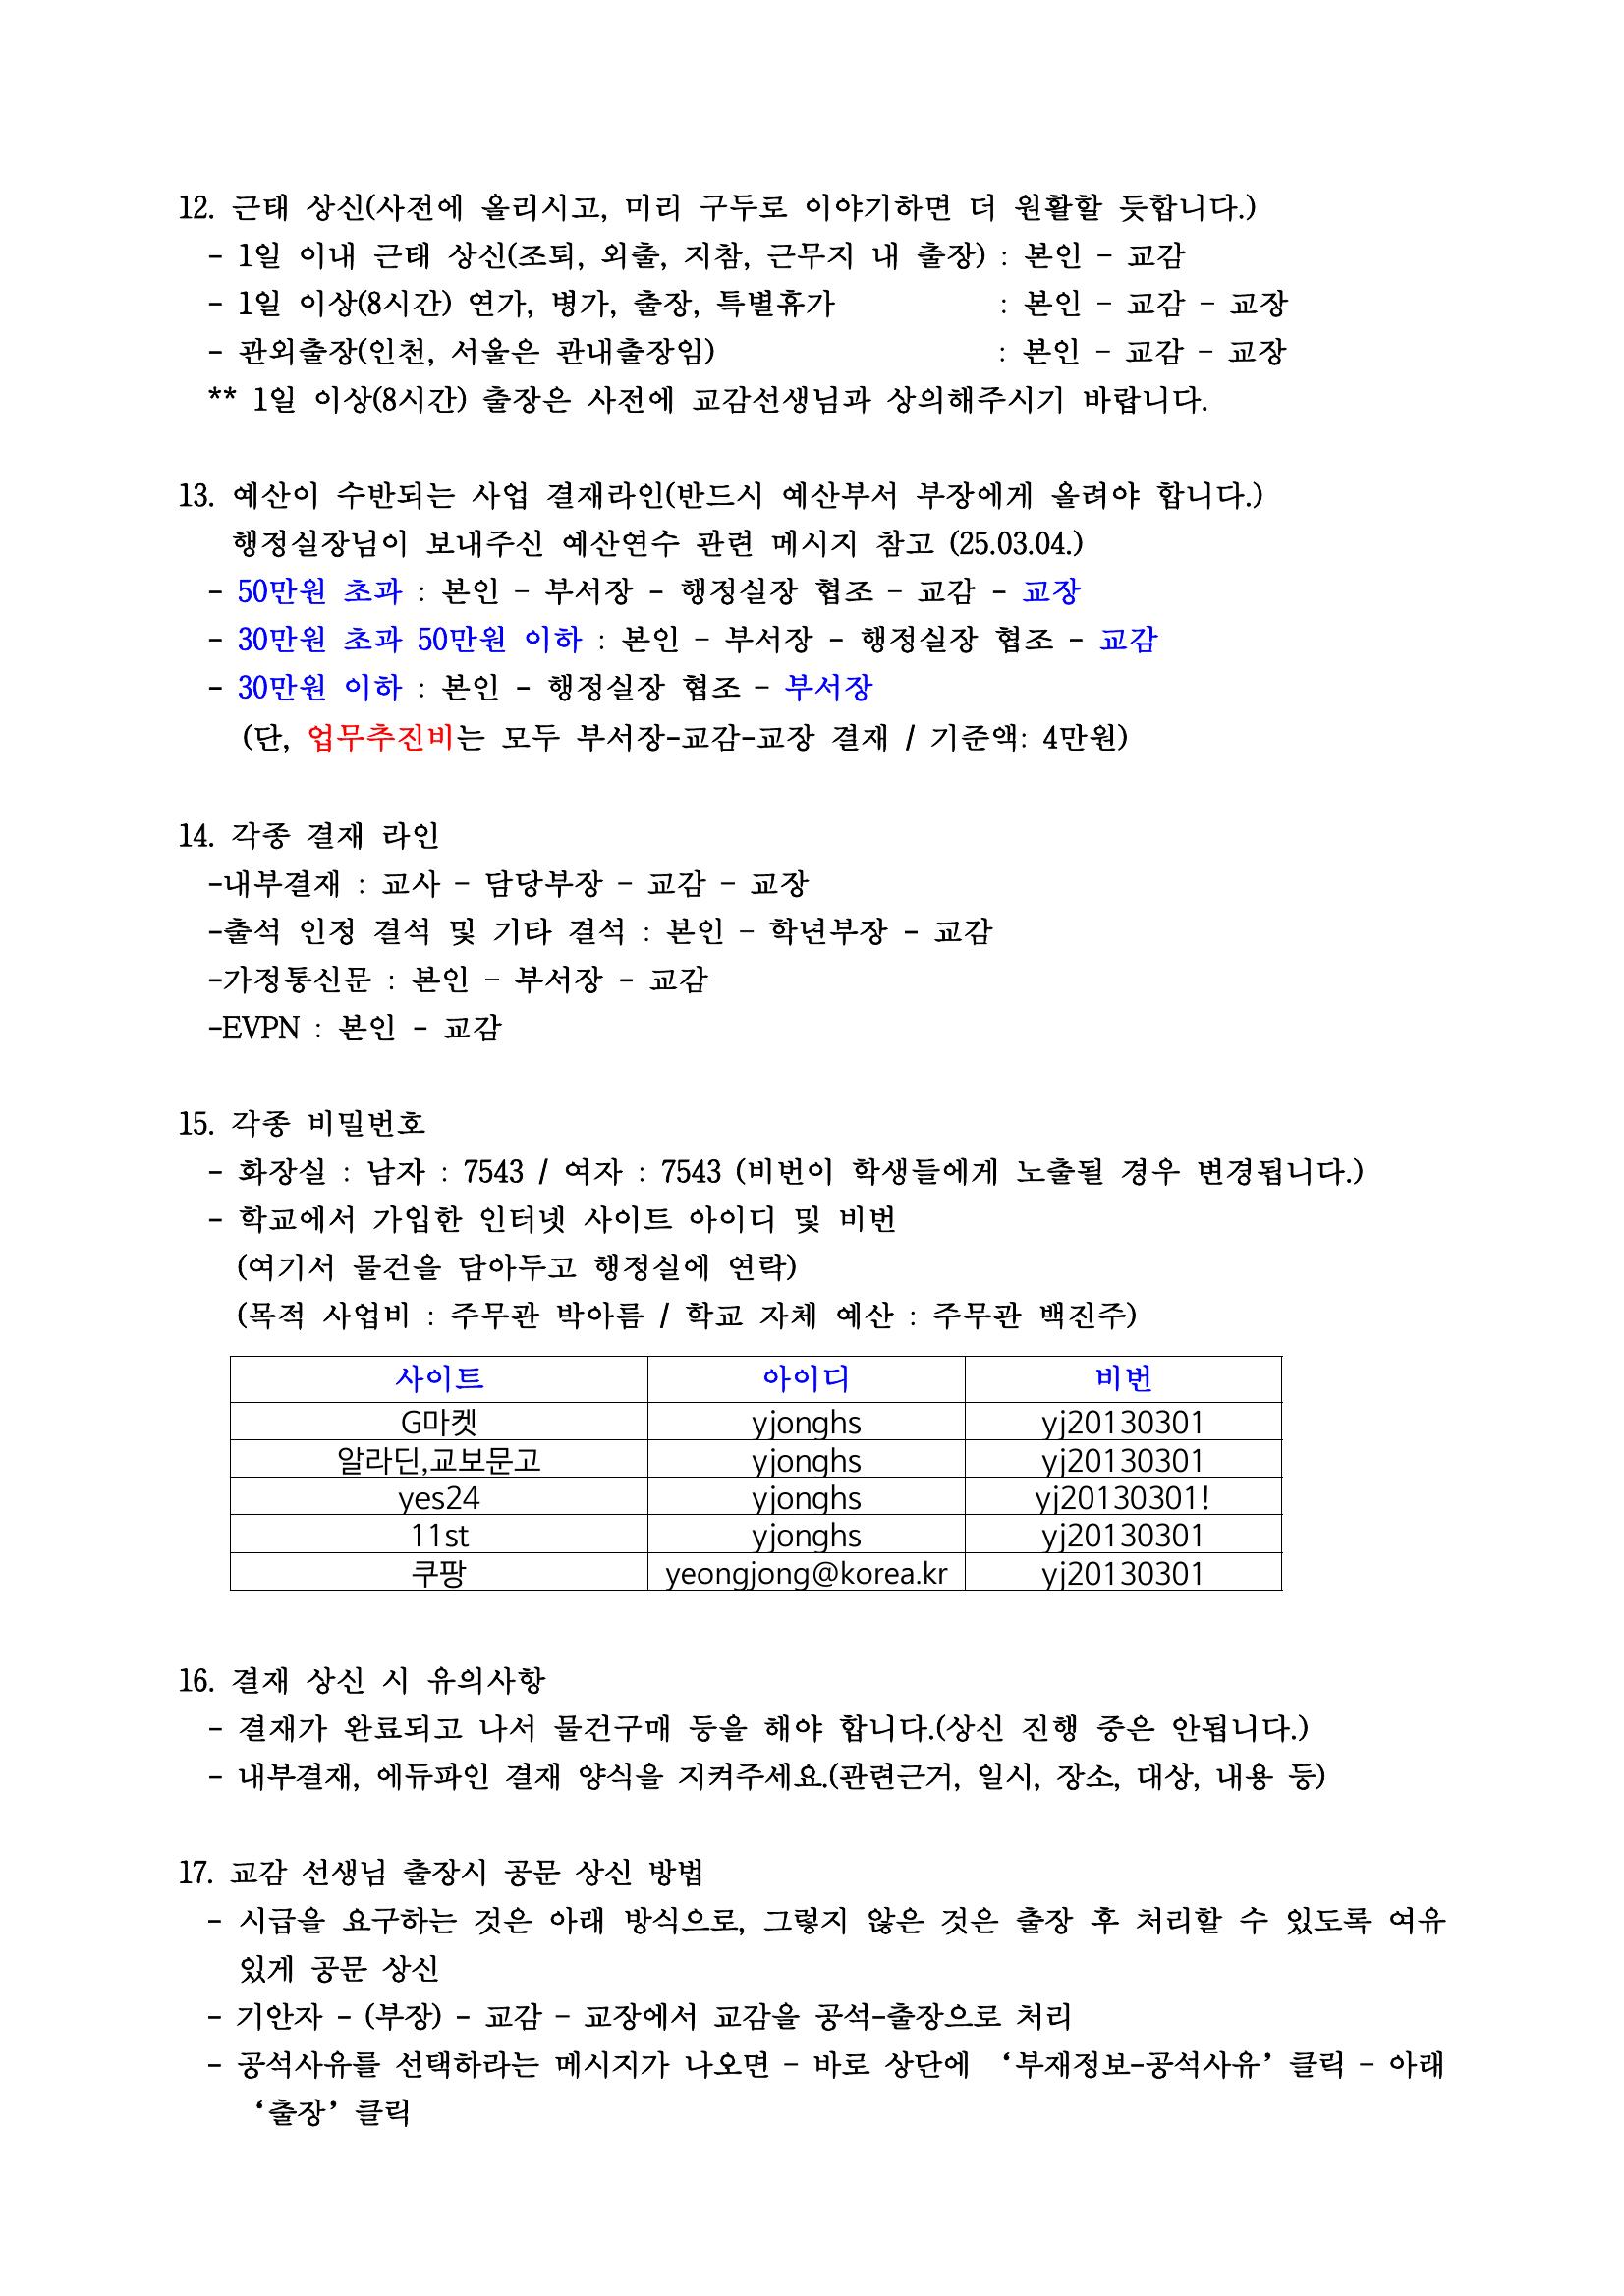 12. 근태 상신(사전에 올리시고, 미리 구두로 이야기하면 더 원활할 듯합니다.)
- 1일 이내 근태 상신(조퇴, 외출, 지참, 근무지 내 출장) : 본인 - 교감
- 1일 이상(8시간) 연가, 병가, 출장, 특별휴가 : 본인 - 교감 - 교장
- 관외출장(인천, 서울은 관내출장임) : 본인 - 교감 - 교장
** 1일 이상(8시간) 출장은 사전에 교감선생님과 상의해주시기 바랍니다.
13. 예산이 수반되는 사업 결재라인(반드시 예산부서 부장에게 올려야 합니다.)
행정실장님이 보내주신 예산연수 관련 메시지 참고 (25.03.04.)
- 50만원 초과 : 본인 - 부서장 - 행정실장 협조 - 교감 - 교장
- 30만원 초과 50만원 이하 : 본인 - 부서장 - 행정실장 협조 - 교감
- 30만원 이하 : 본인 - 행정실장 협조 - 부서장
(단, 업무추진비는 모두 부서장-교감-교장 결재 / 기준액: 4만원)
14. 각종 결재 라인
-내부결재 : 교사 - 담당부장 - 교감 - 교장
-출석 인정 결석 및 기타 결석 : 본인 - 학년부장 - 교감
-가정통신문 : 본인 - 부서장 - 교감
-EVPN : 본인 - 교감
15. 각종 비밀번호
- 화장실 : 남자 : 7543 / 여자 : 7543 (비번이 학생들에게 노출될 경우 변경됩니다.)
- 학교에서 가입한 인터넷 사이트 아이디 및 비번
(여기서 물건을 담아두고 행정실에 연락)
(목적 사업비 : 주무관 박아름 / 학교 자체 예산 : 주무관 백진주)
사이트 아이디 비번
G마켓 yjonghs yj20130301
알라딘,교보문고 yjonghs yj20130301
yes24 yjonghs yj20130301!
11st yjonghs yj20130301
쿠팡 yeongjong@korea.kr yj20130301
16. 결재 상신 시 유의사항
- 결재가 완료되고 나서 물건구매 등을 해야 합니다.(상신 진행 중은 안됩니다.)
- 내부결재, 에듀파인 결재 양식을 지켜주세요.(관련근거, 일시, 장소, 대상, 내용 등)
17. 교감 선생님 출장시 공문 상신 방법
- 시급을 요구하는 것은 아래 방식으로, 그렇지 않은 것은 출장 후 처리할 수 있도록 여유
있게 공문 상신
- 기안자 - (부장) - 교감 - 교장에서 교감을 공석-출장으로 처리
- 공석사유를 선택하라는 메시지가 나오면 - 바로 상단에 ‘부재정보-공석사유’ 클릭 - 아래
‘출장’ 클릭